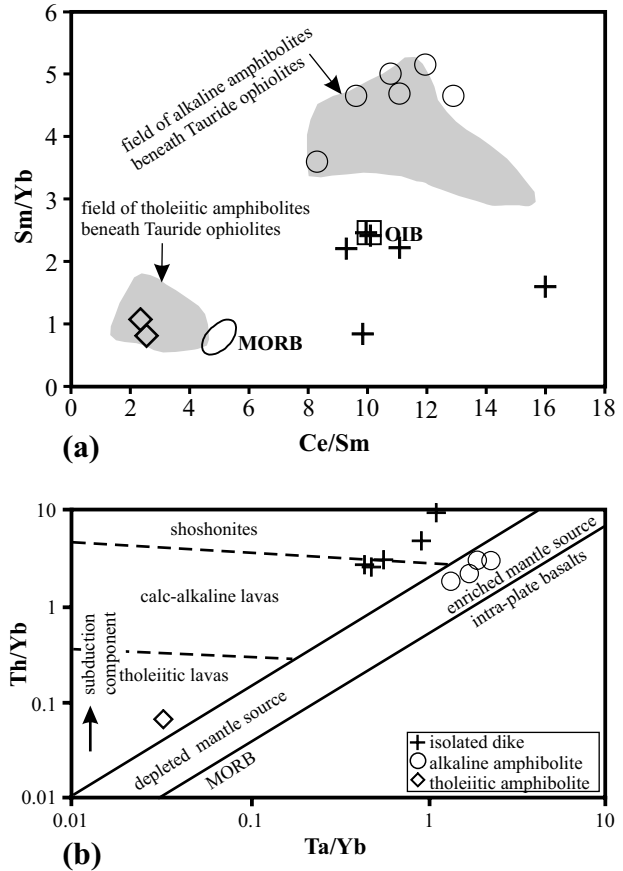 6
5
4
3
2
1
0
Sm/Yb
field of alkaline amphibolites
beneath Tauride ophiolites
field of tholeiitic amphibolites
beneath Tauride ophiolites
OIB
MORB
0 2 4 6 8 10 12 14 16 18
(a)
Ce/Sm
10
1
0.1
0.01
Th/Yb
shoshonites
calc-alkaline lavas
tholeiitic lavas
subduction
component
enriched mantle source
intra-plate basalts
depleted mantle source
MORB
isolated dike
alkaline amphibolite
tholeiitic amphibolite
0.01 0.1 1 10
(b)
Ta/Yb